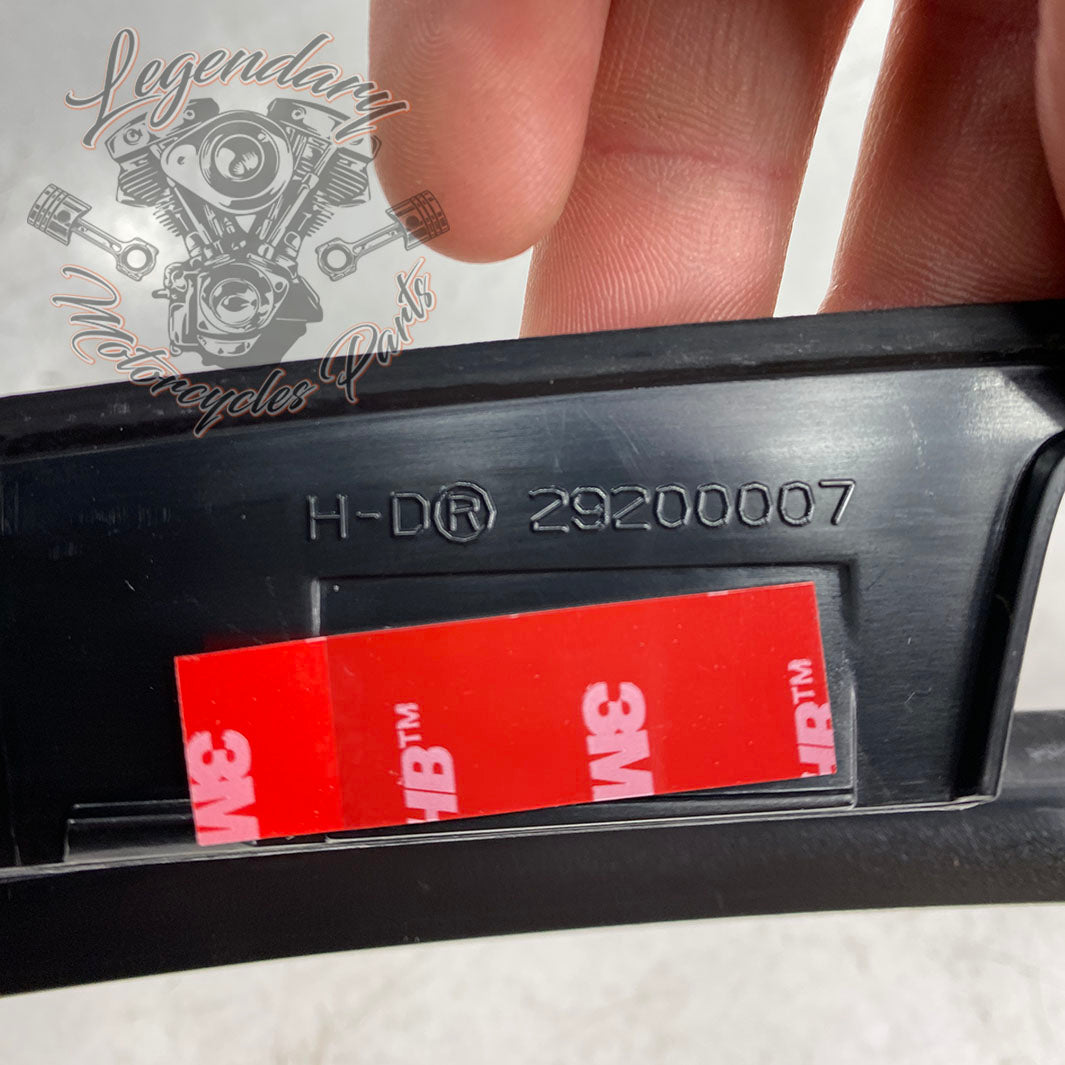 Legendary
Motorcycles Parts
H-D® 29200007
3M
VHB™
3M
VHB™